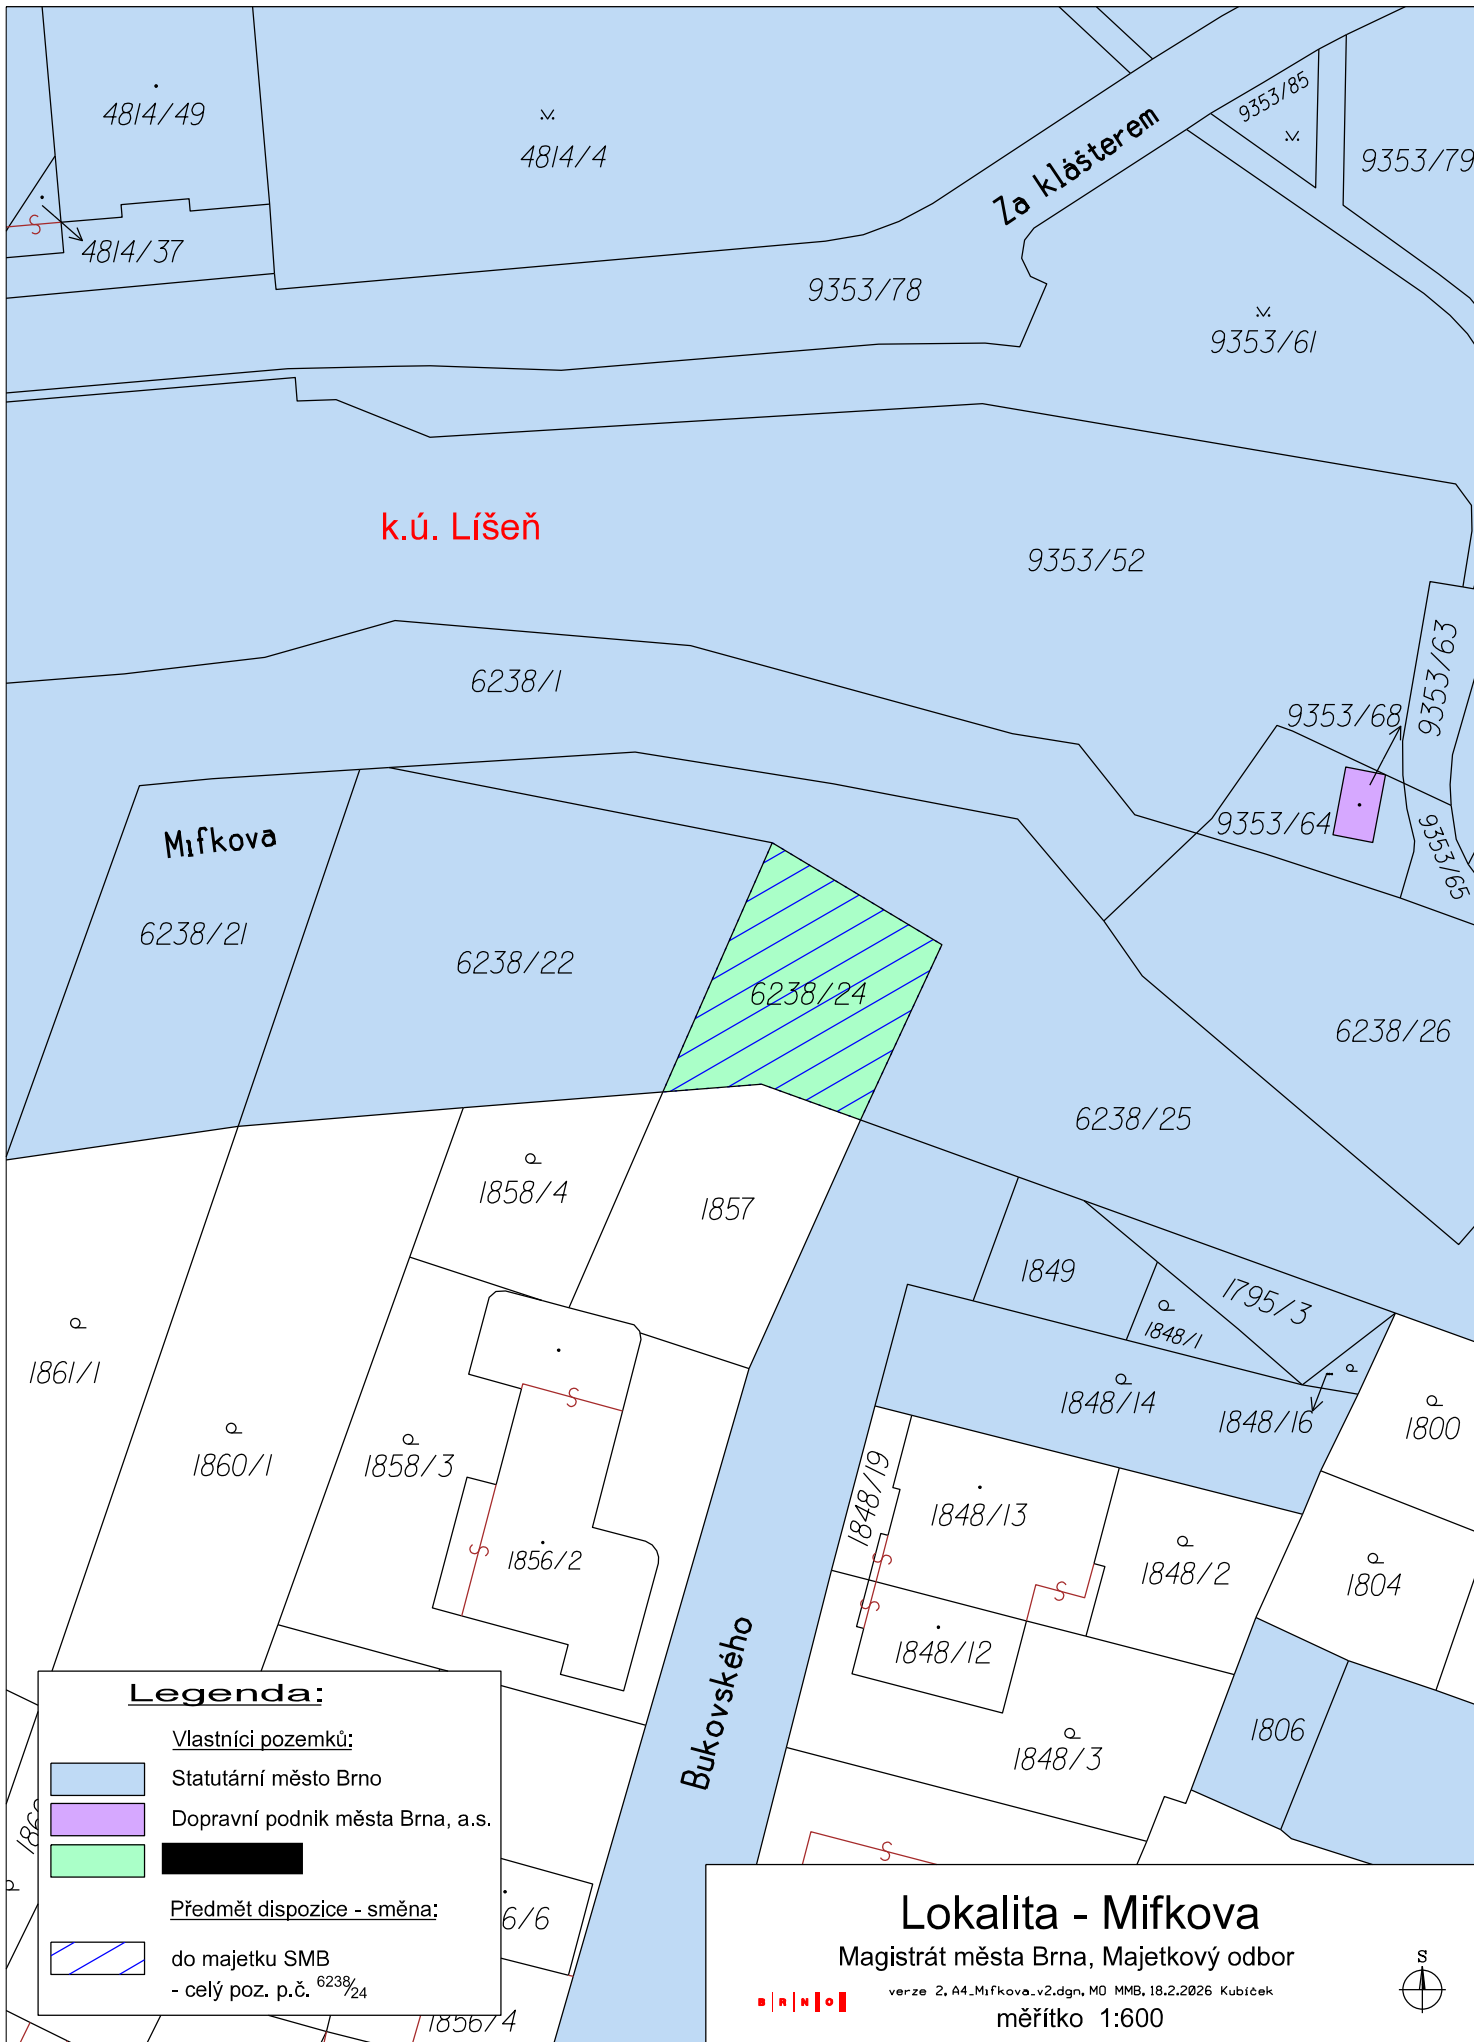 4814/49
4814/4
Za klášterem
9353/85
9353/79
4814/37
9353/78
9353/61
k.ú. Líšeň
9353/52
9353/63
6238/1
9353/68
9353/64
9353/65
Mifkova
6238/21
6238/22
6238/24
6238/26
6238/25
1858/4
1857
1849
1795/3
1848/1
1861/1
1848/14
1848/16
1800
1860/1
1858/3
1848/19
1848/13
1856/2
1848/2
1804
1848/12
Bukovského
1848/3
1806
6/6
1856/4
Legenda:
Vlastníci pozemků:
Statutární město Brno
Dopravní podnik města Brna, a.s.
Předmět dispozice - směna:
do majetku SMB
- celý poz. p.č. 6238/24
Lokalita - Mifkova
Magistrát města Brna, Majetkový odbor
verze 2, A4_Mifkova_v2.dgn, MO MMB, 18.2.2026 Kubíček
měřítko 1:600
BRNO
S